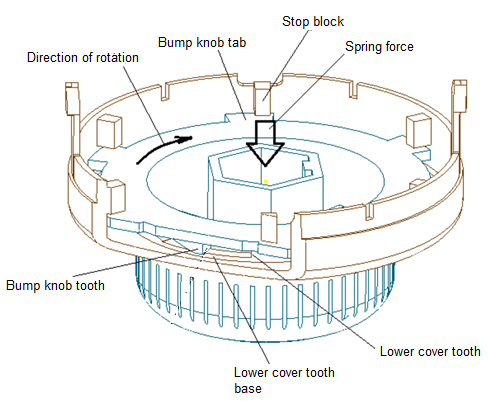 Stop block
Bump knob tab
Spring force
Direction of rotation
Bump knob tooth
Lower cover tooth
Lower cover tooth
base